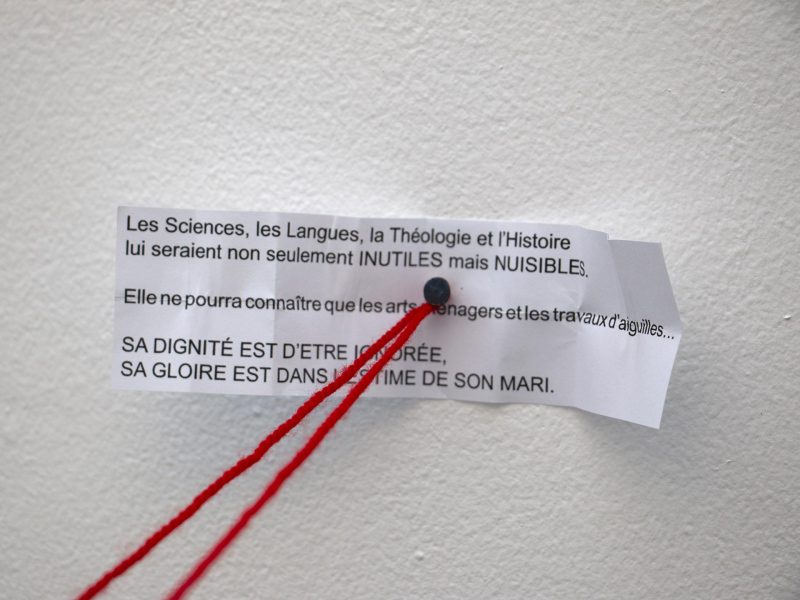 Les Sciences, les Langues, la Théologie et l'Histoire
lui seraient non seulement INUTILES mais NUISIBLES.
Elle ne pourra connaître que les arts ménagers et les travaux d'aiguilles...
SA DIGNITÉ EST D'ETRE IGNORÉE,
SA GLOIRE EST DANS L'ESTIME DE SON MARI.